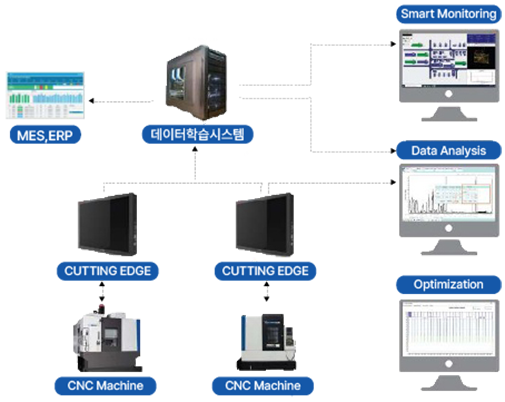 Smart Monitoring
MES,ERP
데이터학습시스템
Data Analysis
CUTTING EDGE
CUTTING EDGE
Optimization
CNC Machine
CNC Machine